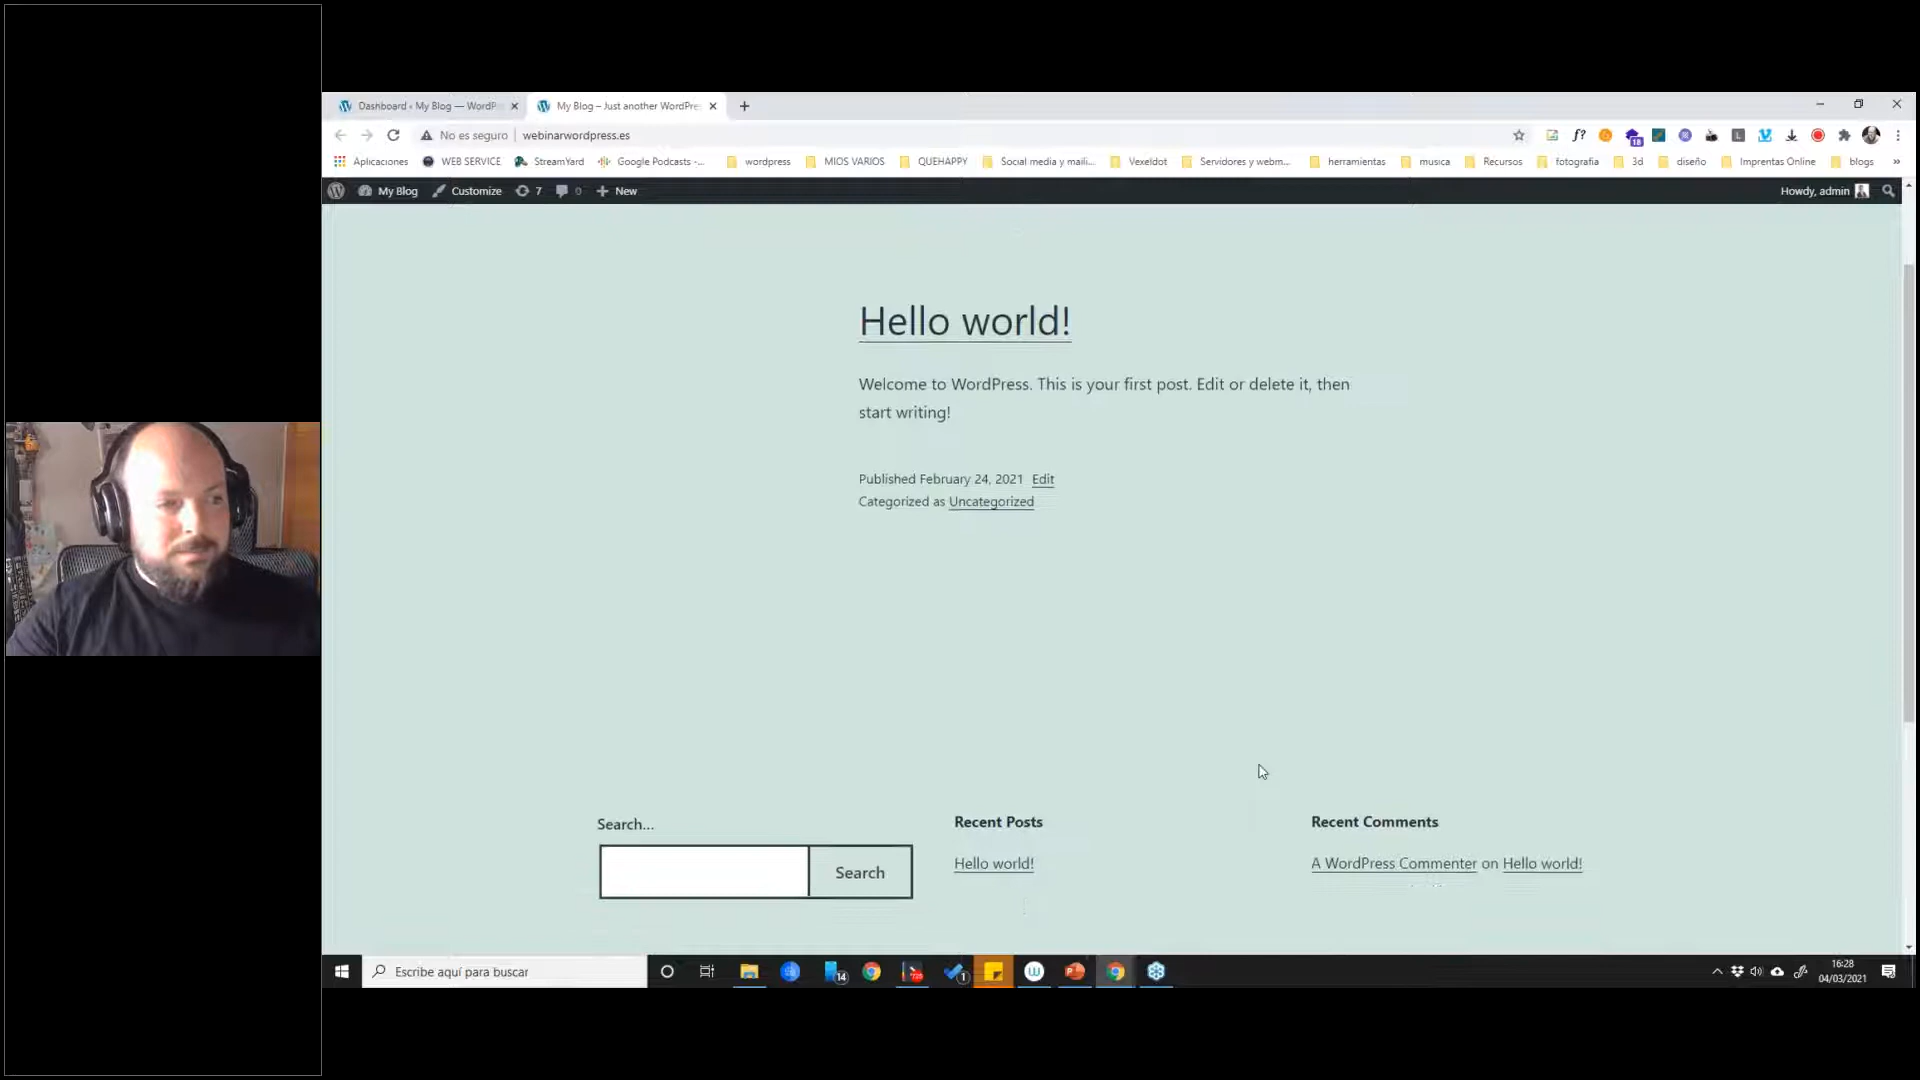 Dashboard ‹ My Blog — WordPr
My Blog – Just another WordPre
No es seguro
webinarwordpress.es
18
Aplicaciones
WEB SERVICE
StreamYard
Google Podcasts -...
wordpress
MIOS VARIOS
QUEHAPPY
Social media y maili...
Vexeldot
Servidores y webm...
herramientas
musica
Recursos
fotografia
3d
diseño
Imprentas Online
blogs
»
My Blog
Customize
7
0
New
Howdy, admin
Hello world!
Welcome to WordPress. This is your first post. Edit or delete it, then
start writing!
Published February 24, 2021 Edit
Categorized as Uncategorized
Search...
Search
Recent Posts
Hello world!
Recent Comments
A WordPress Commenter on Hello world!
Escribe aquí para buscar
14
1
16:28
04/03/2021